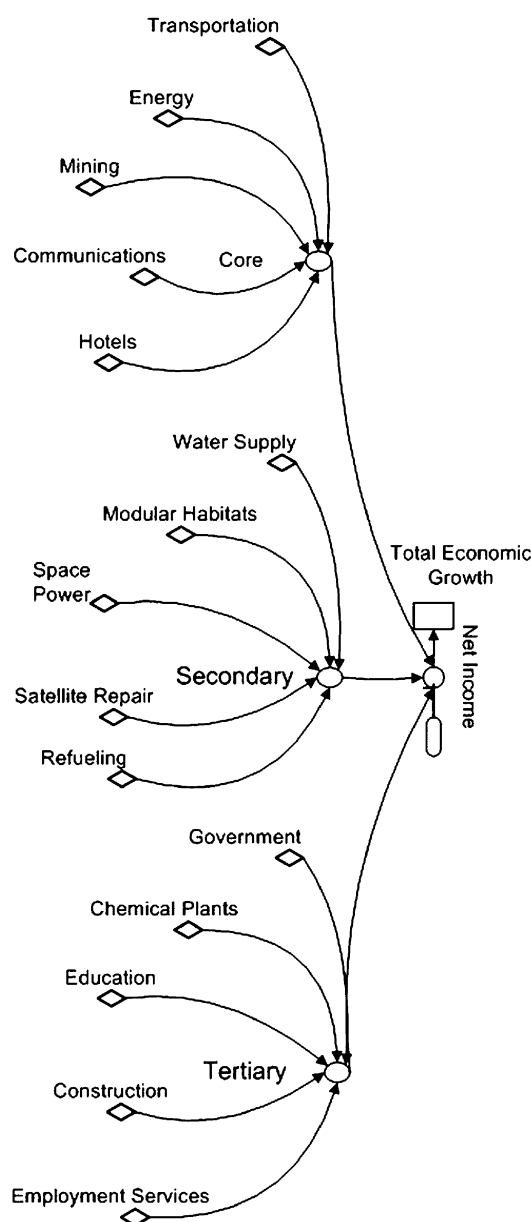 Transportation
Energy
Mining
Communications
Core
Hotels
Water Supply
Modular Habitats
Total Economic
Growth
Space
Power
Net Income
Secondary
Satellite Repair
Refueling
Government
Chemical Plants
Education
Tertiary
Construction
Employment Services